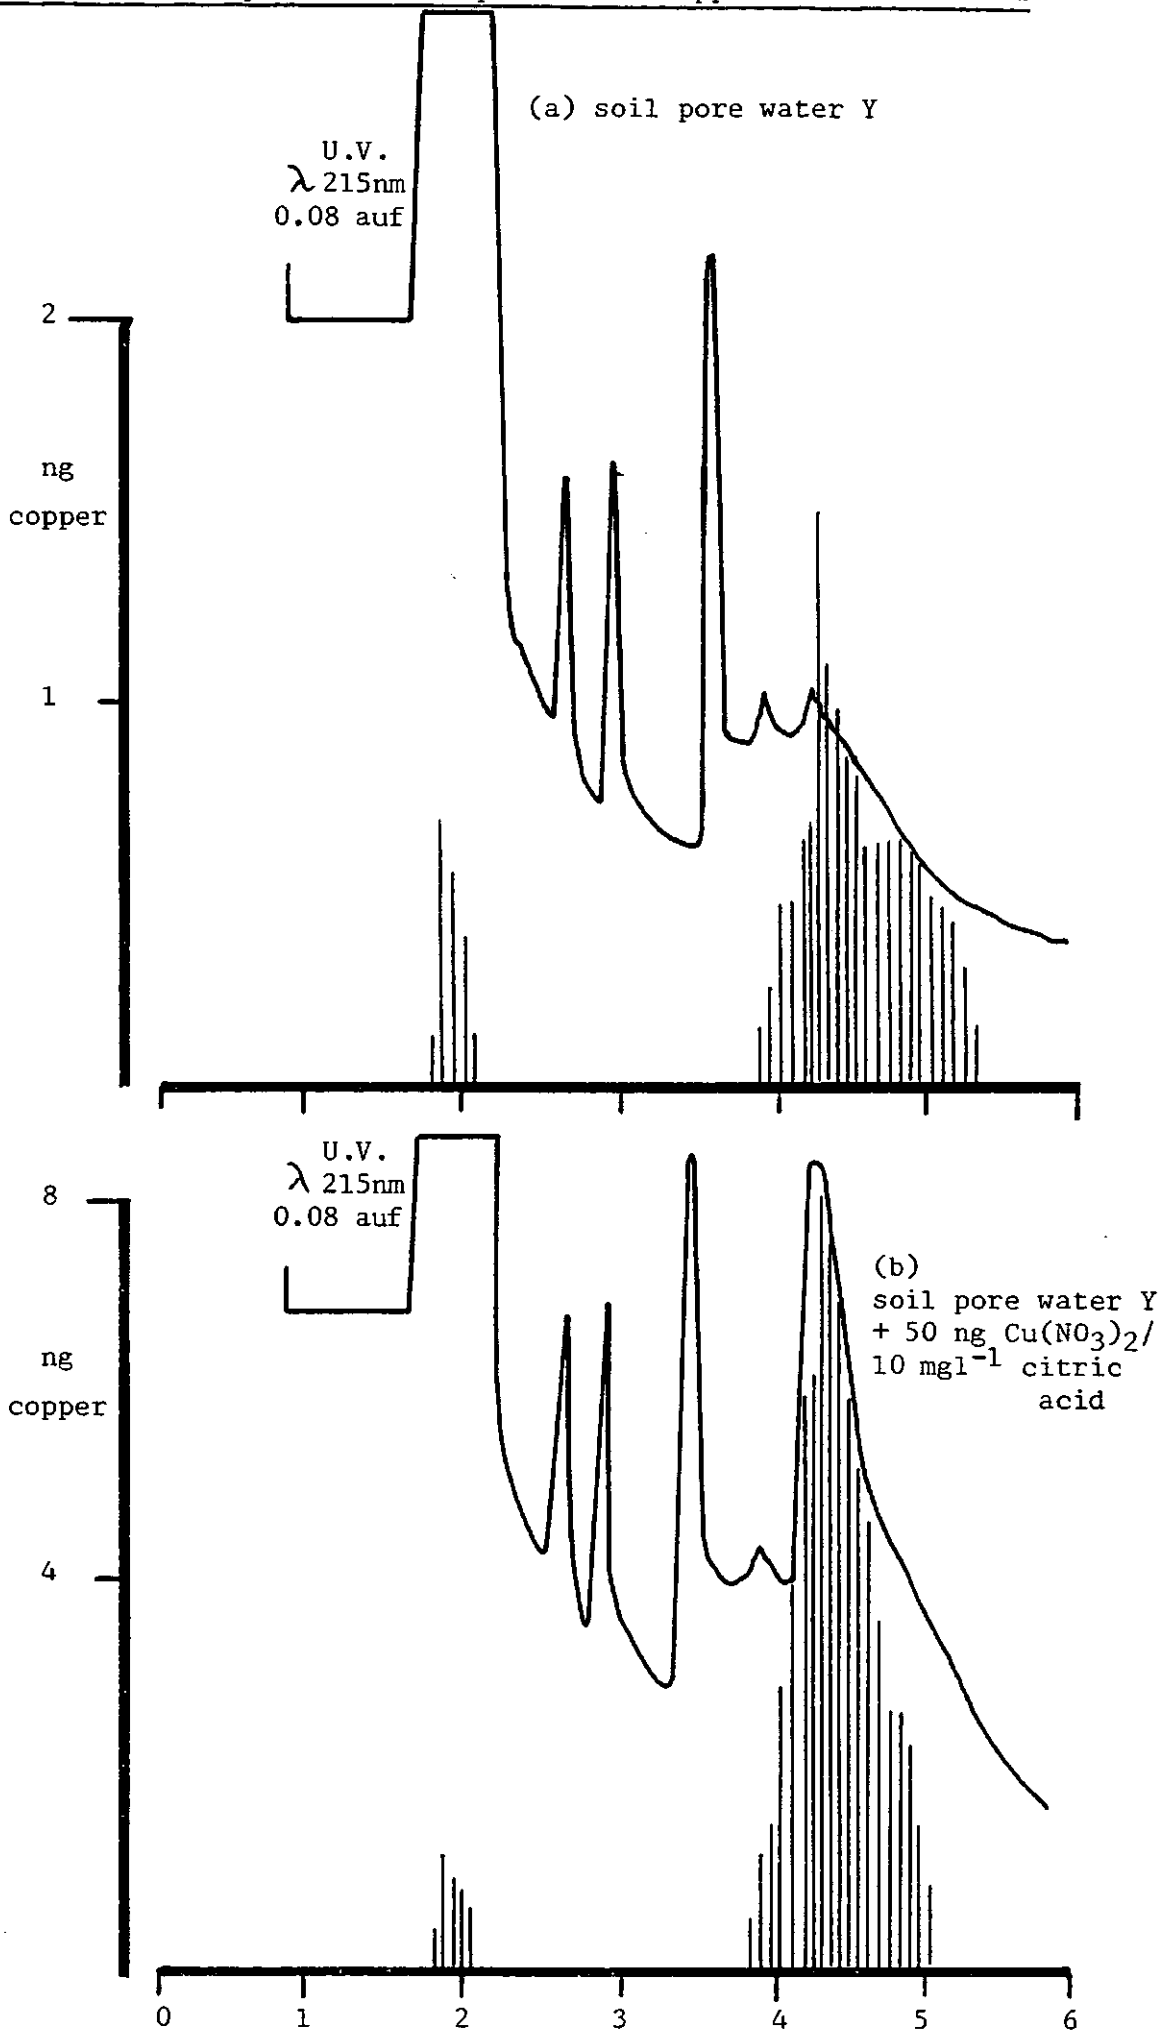 (a) soil pore water Y
U.V.
λ 215nm
0.08 auf
2
ng
copper
1
U.V.
λ 215nm
0.08 auf
8
(b)
soil pore water Y
+ 50 ng Cu(NO3)2/
10 mgl⁻¹ citric
acid
ng
copper
4
0 1 2 3 4 5 6